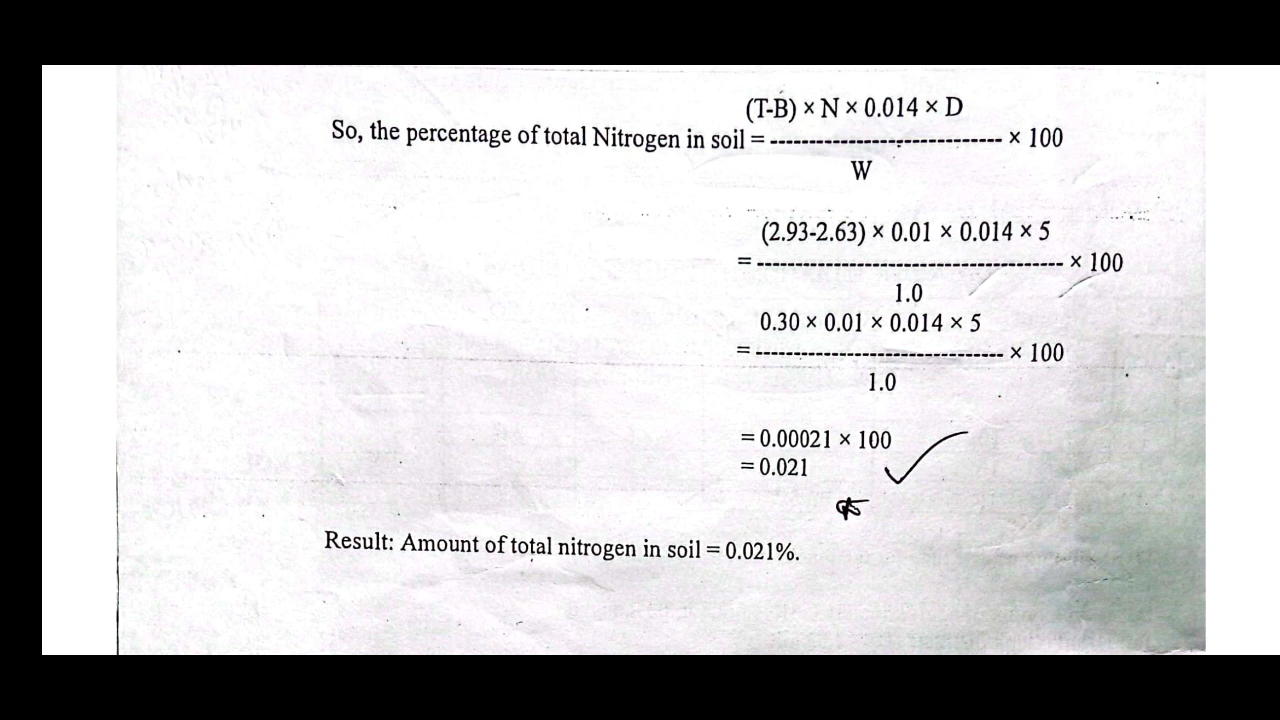 (T-B) × N × 0.014 × D
So, the percentage of total Nitrogen in soil = ------------------------------ × 100
W
(2.93-2.63) × 0.01 × 0.014 × 5
= --------------------------------------- × 100
1.0
0.30 × 0.01 × 0.014 × 5
= -------------------------------- × 100
1.0
= 0.00021 × 100
= 0.021
Result: Amount of total nitrogen in soil = 0.021%.